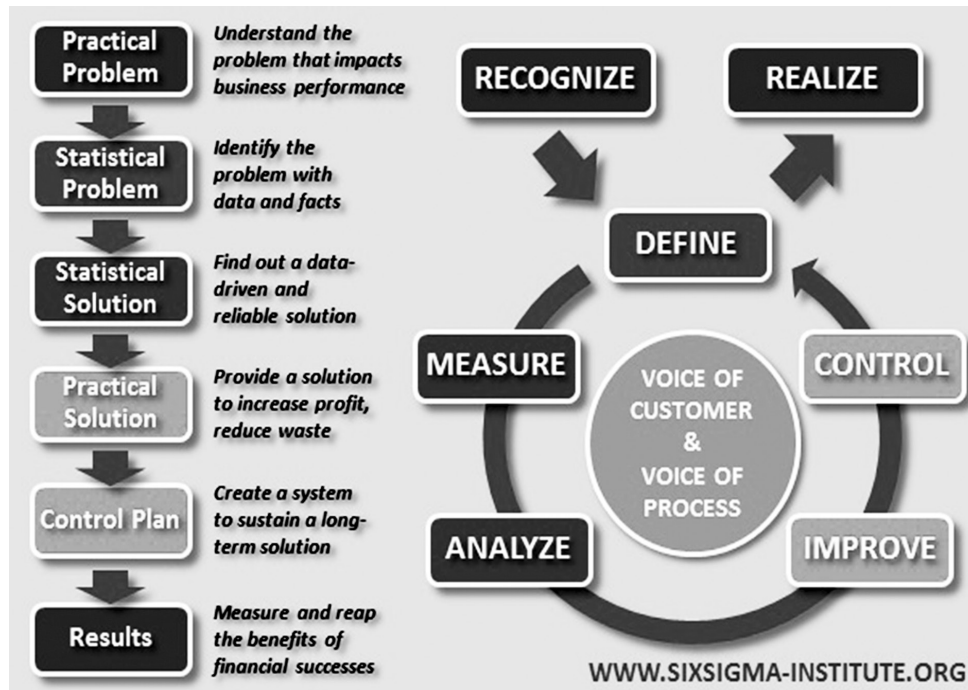 Practical
Problem
Understand the
problem that impacts
business performance
Statistical
Problem
Identify the
problem with
data and facts
Statistical
Solution
Find out a data-
driven and
reliable solution
Practical
Solution
Provide a solution
to increase profit,
reduce waste
Control Plan
Create a system
to sustain a long-
term solution
Results
Measure and reap
the benefits of
financial successes
RECOGNIZE
REALIZE
DEFINE
MEASURE
CONTROL
VOICE OF
CUSTOMER
&
VOICE OF
PROCESS
ANALYZE
IMPROVE
WWW.SIXSIGMA-INSTITUTE.ORG